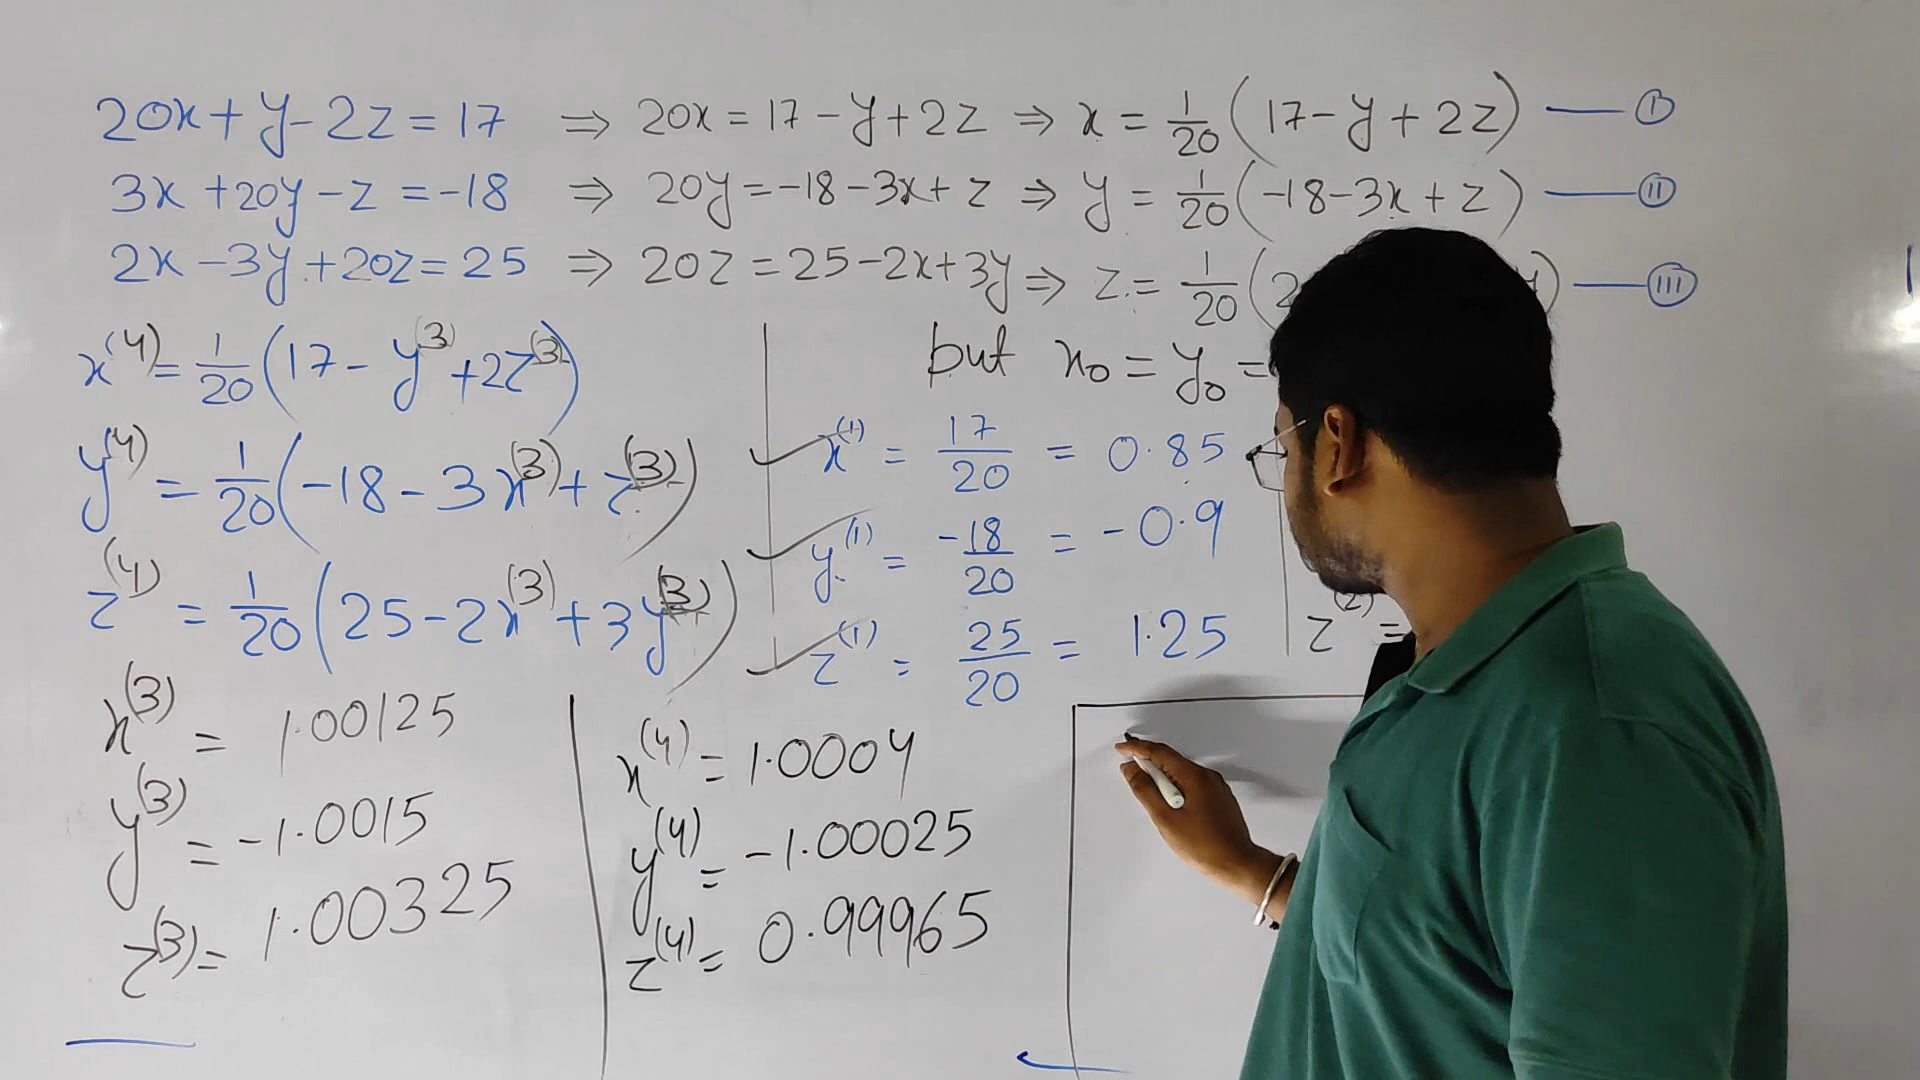 20x + y - 2z = 17 ⇒ 20x = 17 - y + 2z ⇒ x = 1/20 (17 - y + 2z) — (I)
3x + 20y - z = -18 ⇒ 20y = -18 - 3x + z ⇒ y = 1/20 (-18 - 3x + z) — (II)
2x - 3y + 20z = 25 ⇒ 20z = 25 - 2x + 3y ⇒ z = 1/20 (2 ) — (III)
x^(4) = 1/20 (17 - y^(3) + 2z^(3))
y^(4) = 1/20 (-18 - 3x^(3) + z^(3))
z^(4) = 1/20 (25 - 2x^(3) + 3y^(3))
but x₀ = y₀ =
x^(1) = 17/20 = 0.85
y^(1) = -18/20 = -0.9
z^(1) = 25/20 = 1.25
z^(2) =
x^(3) = 1.00125
y^(3) = -1.0015
z^(3) = 1.00325
x^(4) = 1.0004
y^(4) = -1.00025
z^(4) = 0.99965